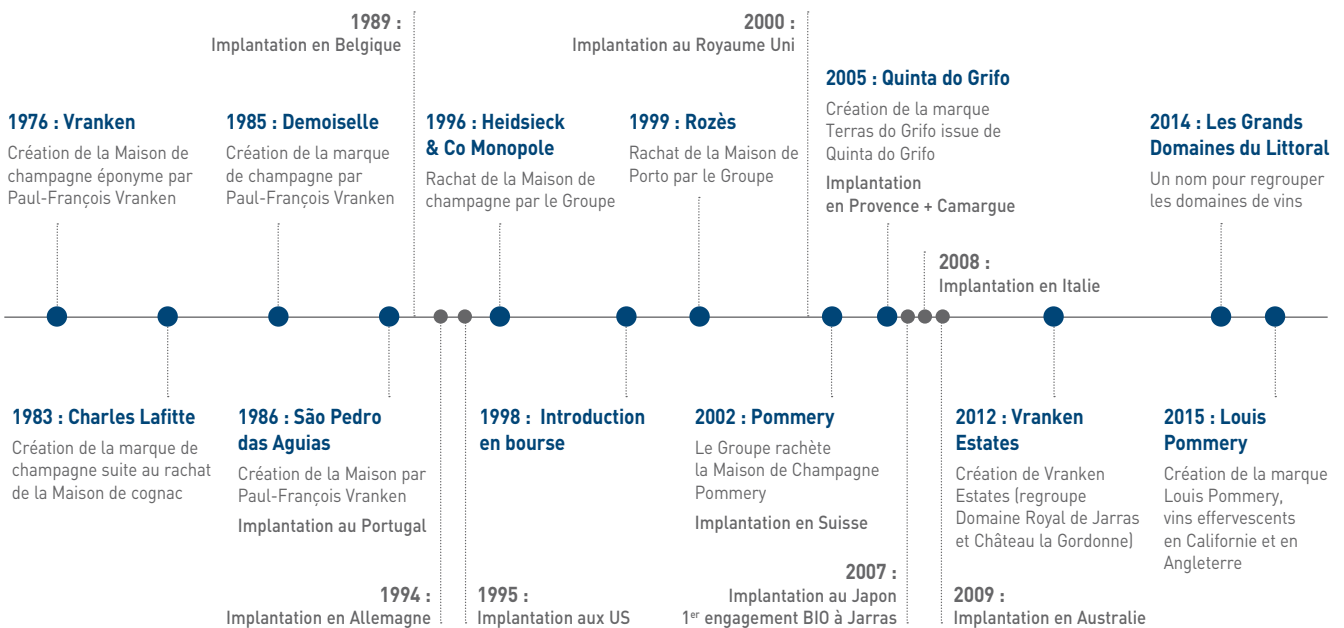 1989 :
Implantation en Belgique
2000 :
Implantation au Royaume Uni
1976 : Vranken
Création de la Maison de
champagne éponyme par
Paul-François Vranken
1985 : Demoiselle
Création de la marque
de champagne par
Paul-François Vranken
1996 : Heidsieck
& Co Monopole
Rachat de la Maison de
champagne par le Groupe
1999 : Rozès
Rachat de la Maison de
Porto par le Groupe
2005 : Quinta do Grifo
Création de la marque
Terras do Grifo issue de
Quinta do Grifo
Implantation
en Provence + Camargue
2008 :
Implantation en Italie
2014 : Les Grands
Domaines du Littoral
Un nom pour regrouper
les domaines de vins
1983 : Charles Lafitte
Création de la marque de
champagne suite au rachat
de la Maison de cognac
1986 : São Pedro
das Aguias
Création de la Maison par
Paul-François Vranken
Implantation au Portugal
1994 :
Implantation en Allemagne
1995 :
Implantation aux US
1998 : Introduction
en bourse
2002 : Pommery
Le Groupe rachète
la Maison de Champagne
Pommery
Implantation en Suisse
2007 :
Implantation au Japon
1er engagement BIO à Jarras
2009 :
Implantation en Australie
2012 : Vranken
Estates
Création de Vranken
Estates (regroupe
Domaine Royal de Jarras
et Château la Gordonne)
2015 : Louis
Pommery
Création de la marque
Louis Pommery,
vins effervescents
en Californie et en
Angleterre